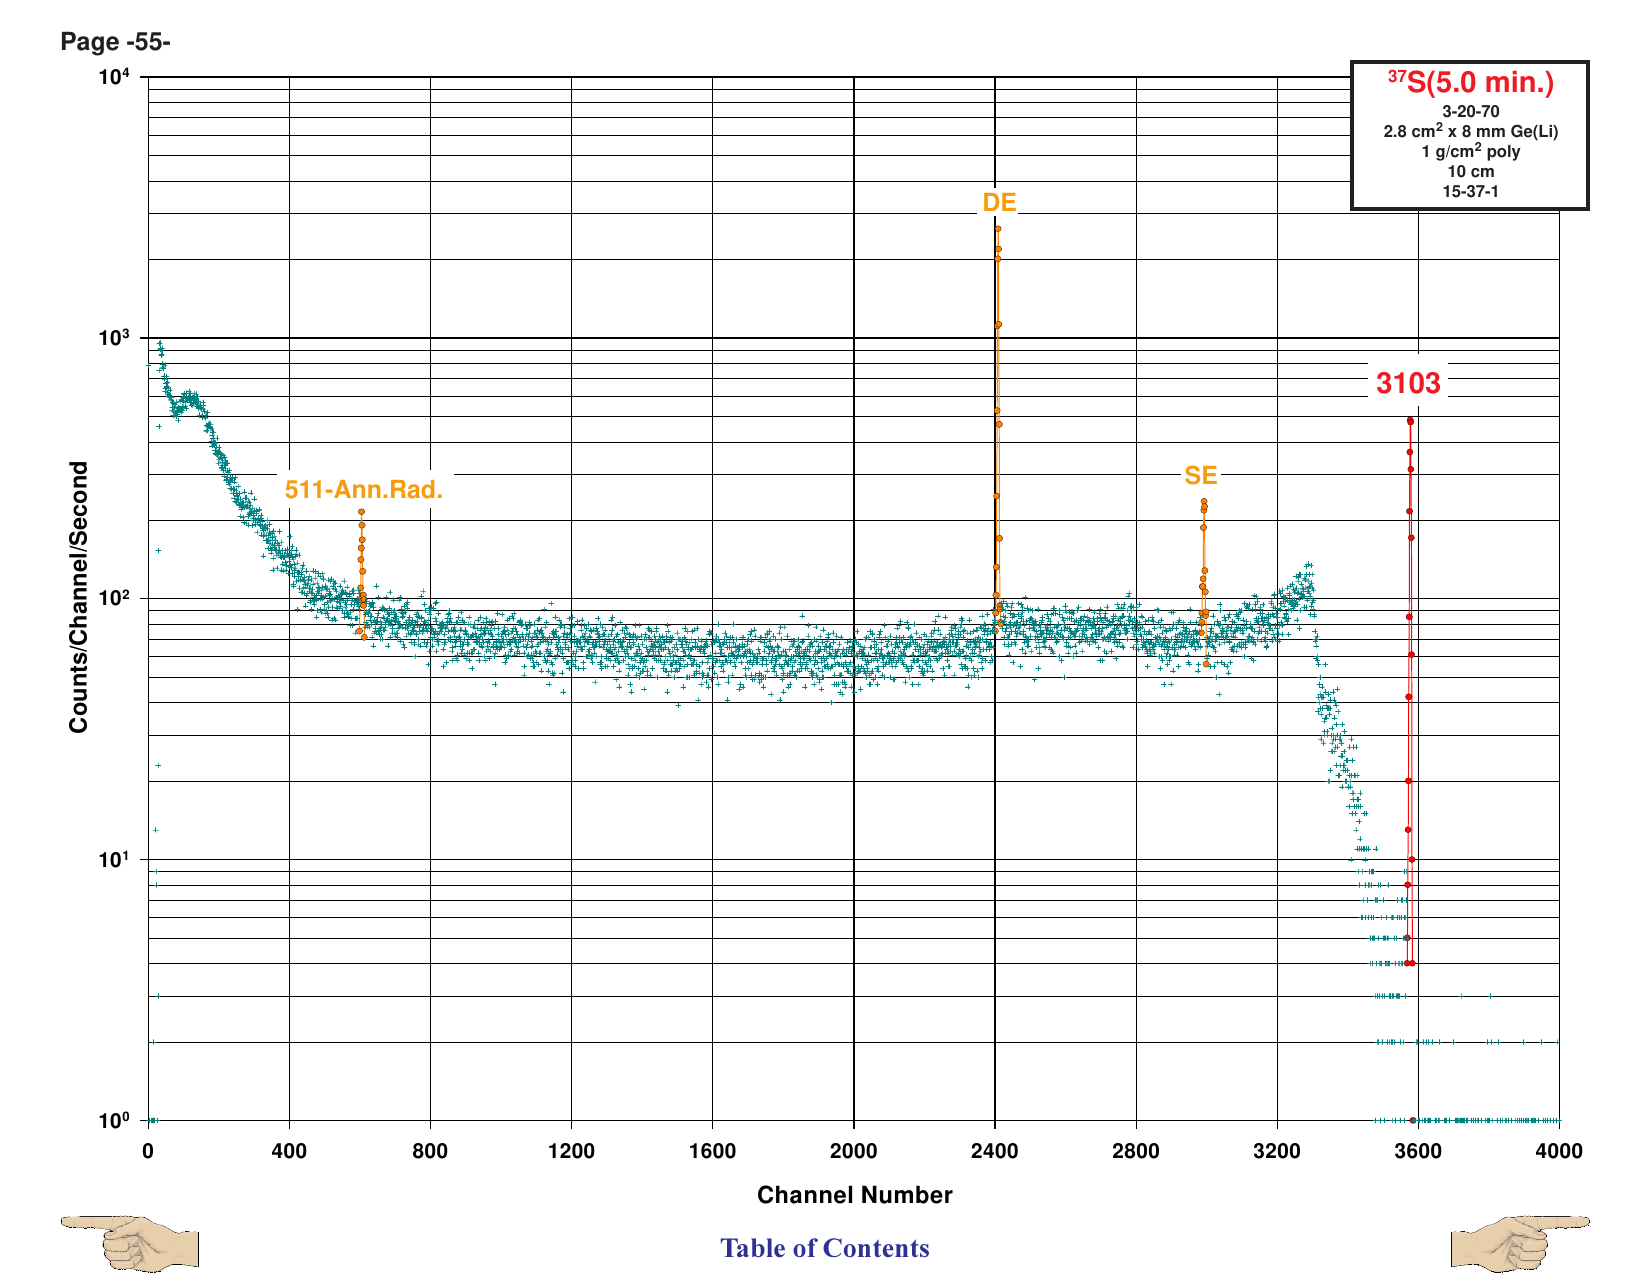 Page -55-
³⁷S(5.0 min.)
3-20-70
2.8 cm² x 8 mm Ge(Li)
1 g/cm² poly
10 cm
15-37-1
10⁴
10³
10²
10¹
10⁰
Counts/Channel/Second
DE
3103
SE
511-Ann.Rad.
0 400 800 1200 1600 2000 2400 2800 3200 3600 4000
Channel Number
Table of Contents